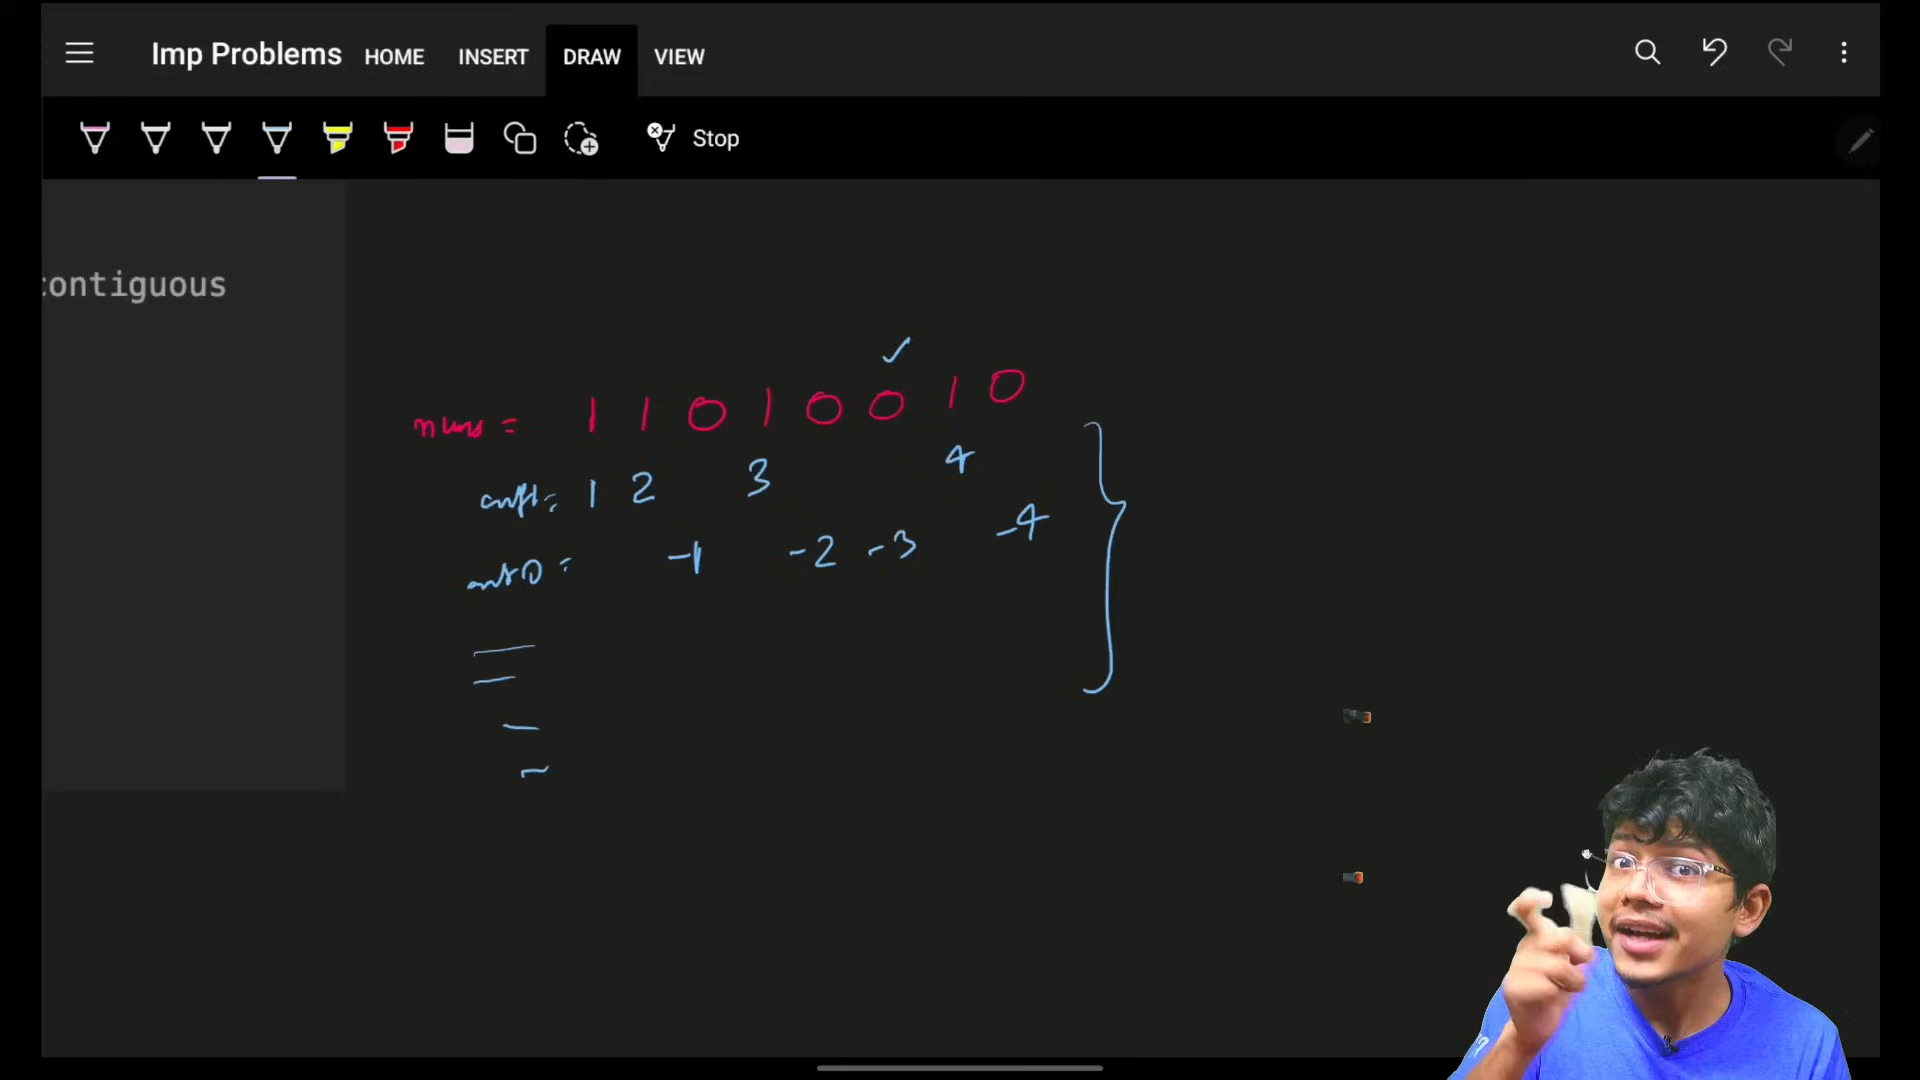 Imp Problems HOME INSERT DRAW VIEW
Stop
contiguous
nums = 1 1 0 1 0 0 1 0
cnt1 = 1 2 3 4
cnt0 = -1 -2 -3 -4